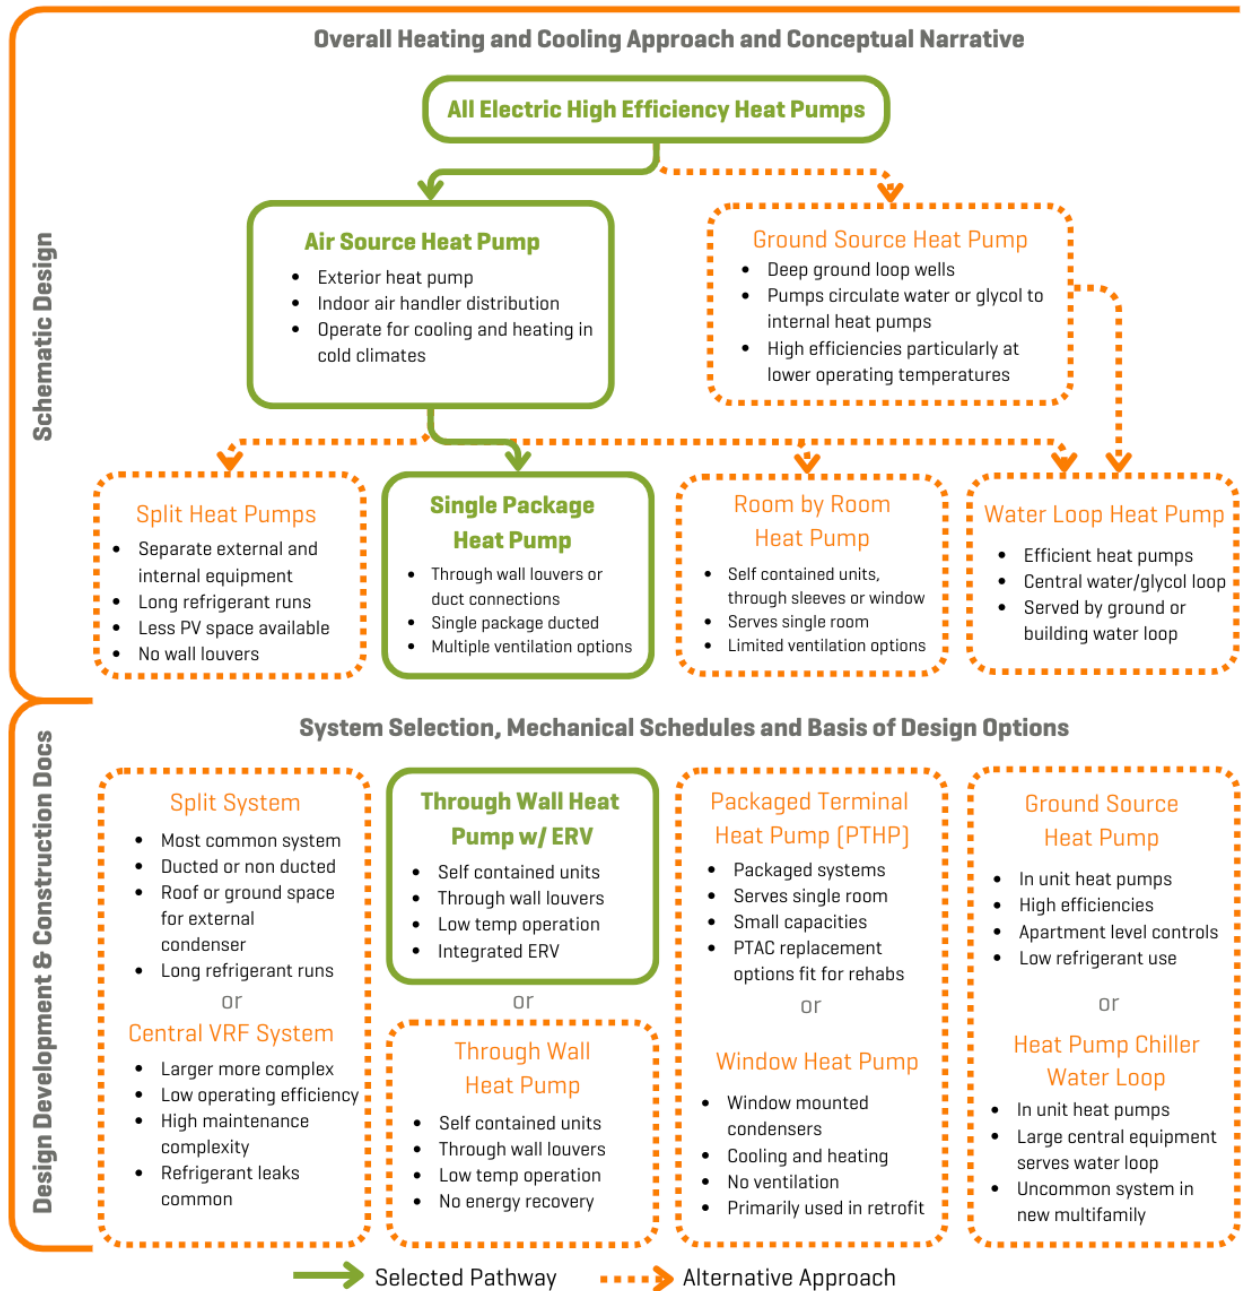 Overall Heating and Cooling Approach and Conceptual Narrative
All Electric High Efficiency Heat Pumps
Schematic Design
Air Source Heat Pump
• Exterior heat pump
• Indoor air handler distribution
• Operate for cooling and heating in
cold climates
Ground Source Heat Pump
• Deep ground loop wells
• Pumps circulate water or glycol to
internal heat pumps
• High efficiencies particularly at
lower operating temperatures
Split Heat Pumps
• Separate external and
internal equipment
• Long refrigerant runs
• Less PV space available
• No wall louvers
Single Package
Heat Pump
• Through wall louvers or
duct connections
• Single package ducted
• Multiple ventilation options
Room by Room
Heat Pump
• Self contained units,
through sleeves or window
• Serves single room
• Limited ventilation options
Water Loop Heat Pump
• Efficient heat pumps
• Central water/glycol loop
• Served by ground or
building water loop
System Selection, Mechanical Schedules and Basis of Design Options
Design Development & Construction Docs
Split System
• Most common system
• Ducted or non ducted
• Roof or ground space
for external
condenser
• Long refrigerant runs
or
Central VRF System
• Larger more complex
• Low operating efficiency
• High maintenance
complexity
• Refrigerant leaks
common
Through Wall Heat
Pump w/ ERV
• Self contained units
• Through wall louvers
• Low temp operation
• Integrated ERV
or
Through Wall
Heat Pump
• Self contained units
• Through wall louvers
• Low temp operation
• No energy recovery
Packaged Terminal
Heat Pump (PTHP)
• Packaged systems
• Serves single room
• Small capacities
• PTAC replacement
options fit for rehabs
or
Window Heat Pump
• Window mounted
condensers
• Cooling and heating
• No ventilation
• Primarily used in retrofit
Ground Source
Heat Pump
• In unit heat pumps
• High efficiencies
• Apartment level controls
• Low refrigerant use
or
Heat Pump Chiller
Water Loop
• In unit heat pumps
• Large central equipment
serves water loop
• Uncommon system in
new multifamily
Selected Pathway
Alternative Approach